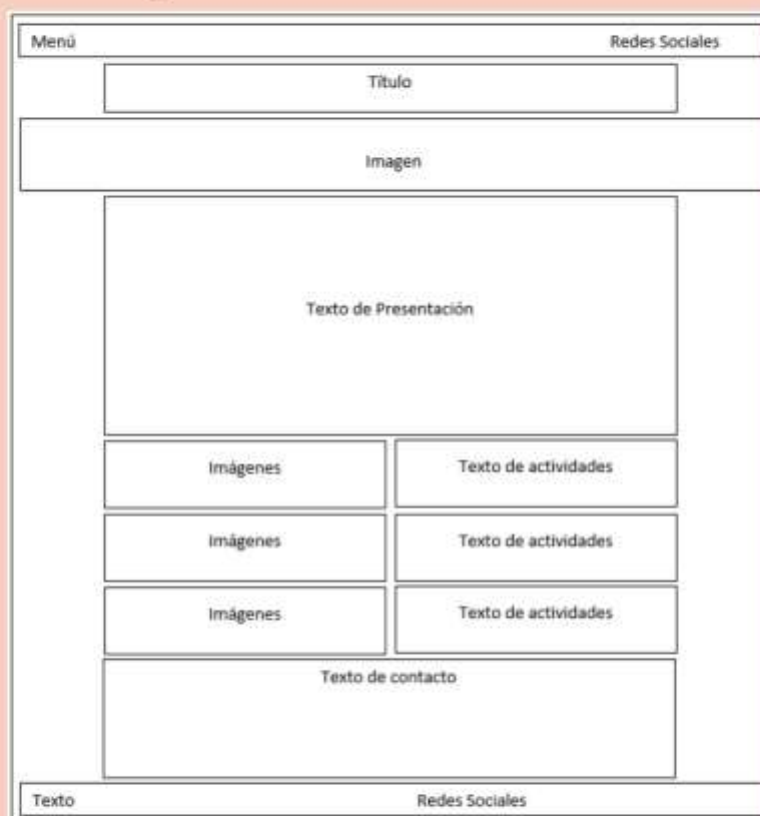 Menú Redes Sociales
Título
Imagen
Texto de Presentación
Imágenes Texto de actividades
Imágenes Texto de actividades
Imágenes Texto de actividades
Texto de contacto
Texto Redes Sociales